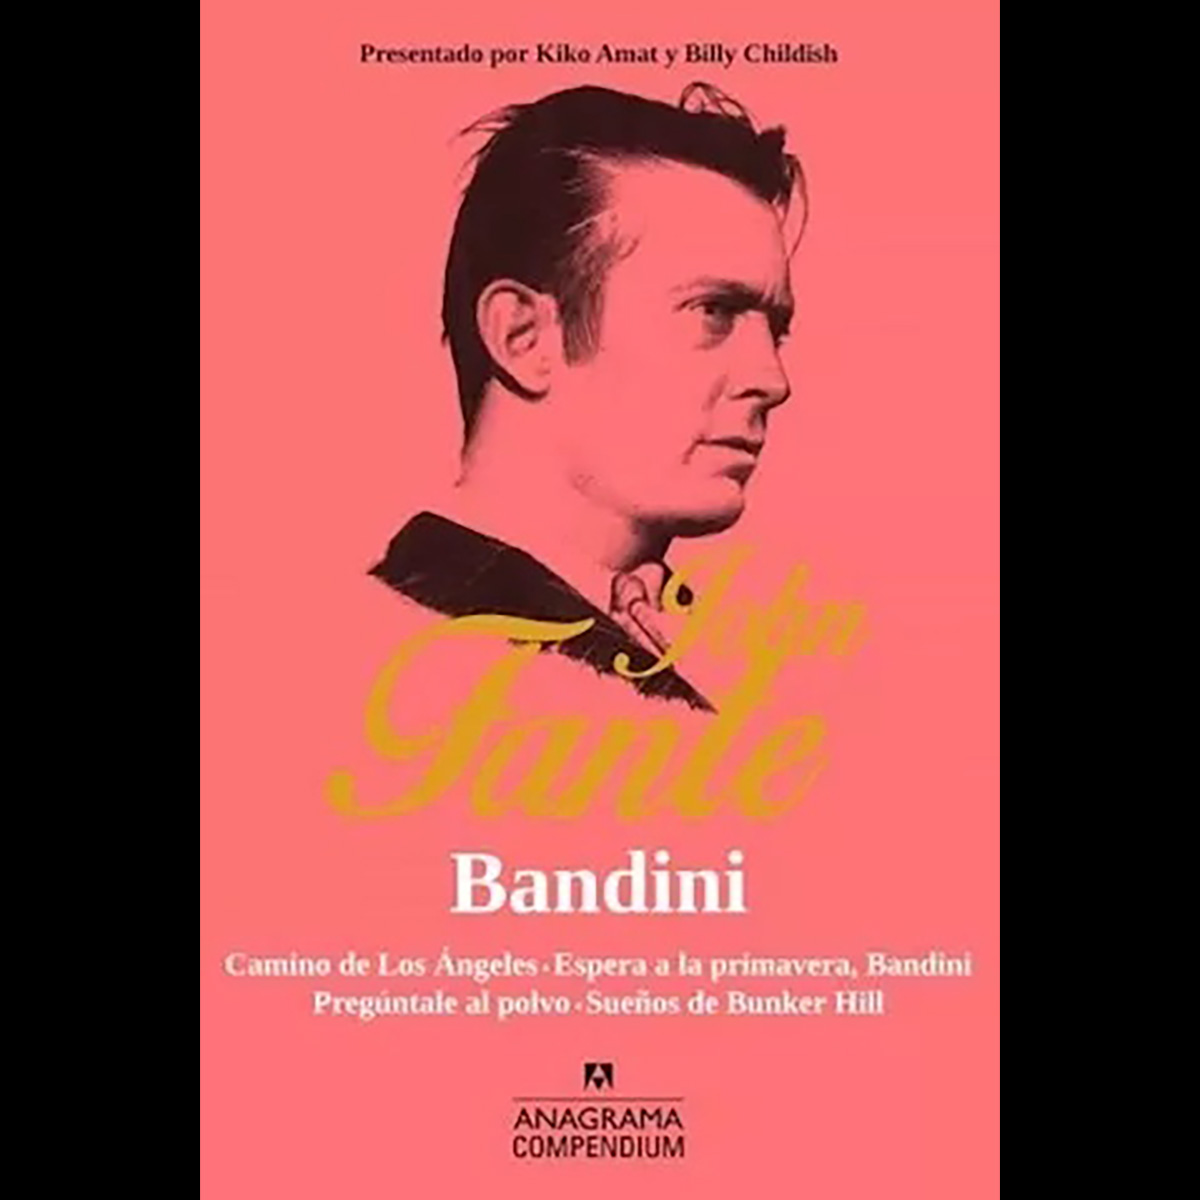 Presentado por Kiko Amat y Billy Childish
John
Fante
Bandini
Camino de Los Ángeles · Espera a la primavera, Bandini
Pregúntale al polvo · Sueños de Bunker Hill
ANAGRAMA
COMPENDIUM